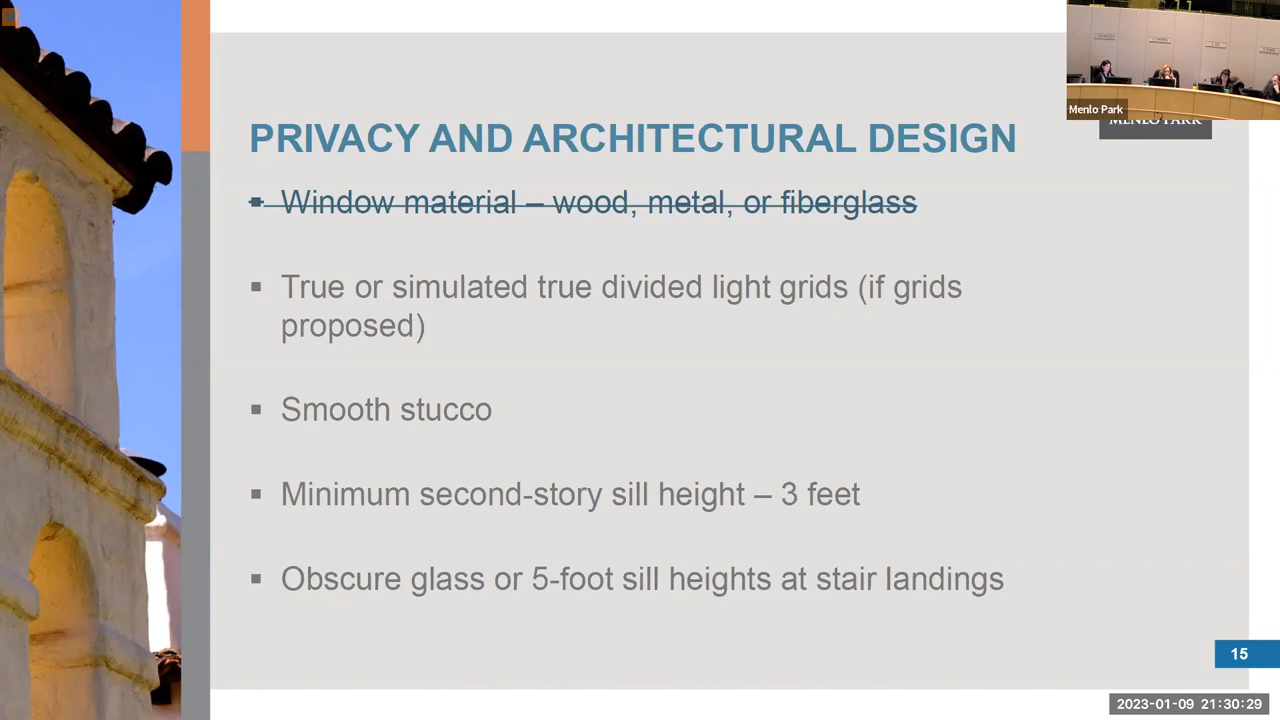 PRIVACY AND ARCHITECTURAL DESIGN
Menlo Park
MENLO PARK
▪ Window material – wood, metal, or fiberglass
▪ True or simulated true divided light grids (if grids
proposed)
▪ Smooth stucco
▪ Minimum second-story sill height – 3 feet
▪ Obscure glass or 5-foot sill heights at stair landings
15
2023-01-09 21:30:29